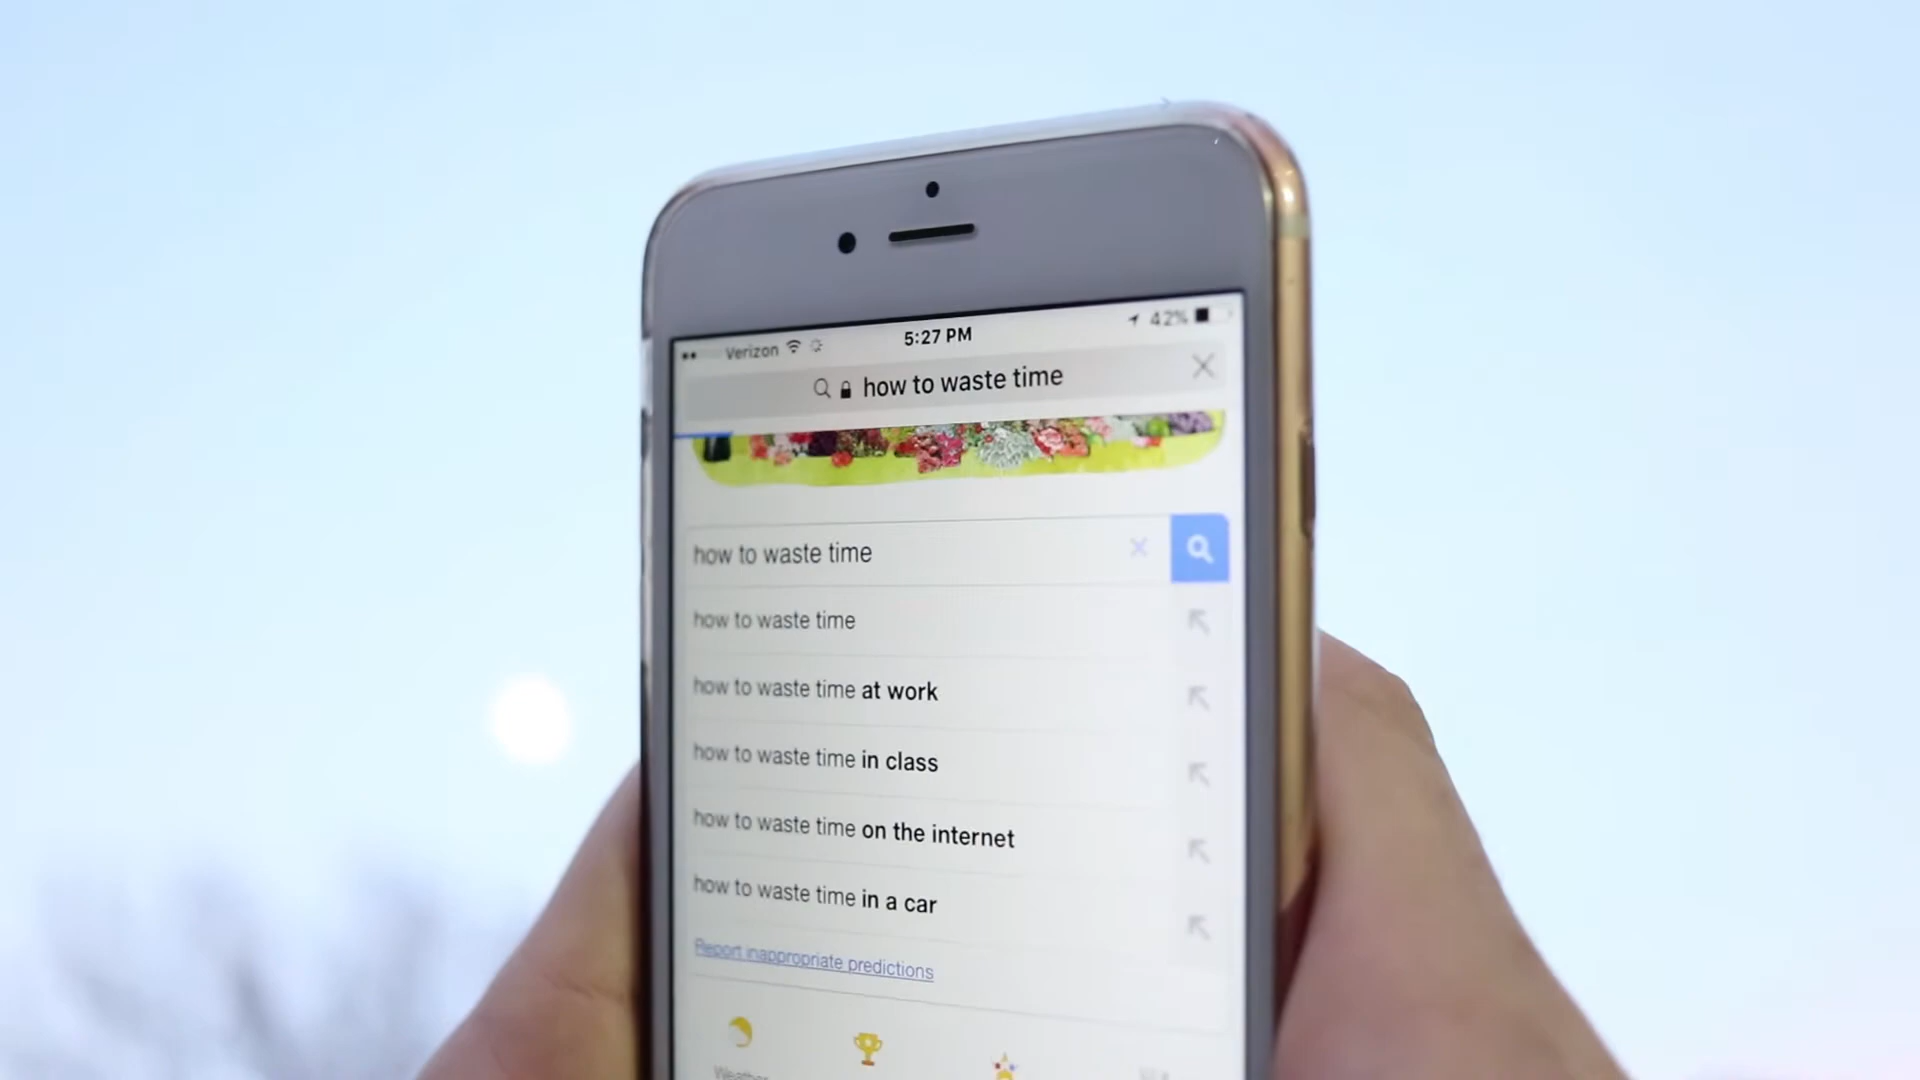 Verizon 5:27 PM 42%
how to waste time
how to waste time
how to waste time
how to waste time at work
how to waste time in class
how to waste time on the internet
how to waste time in a car
Report inappropriate predictions
Weather